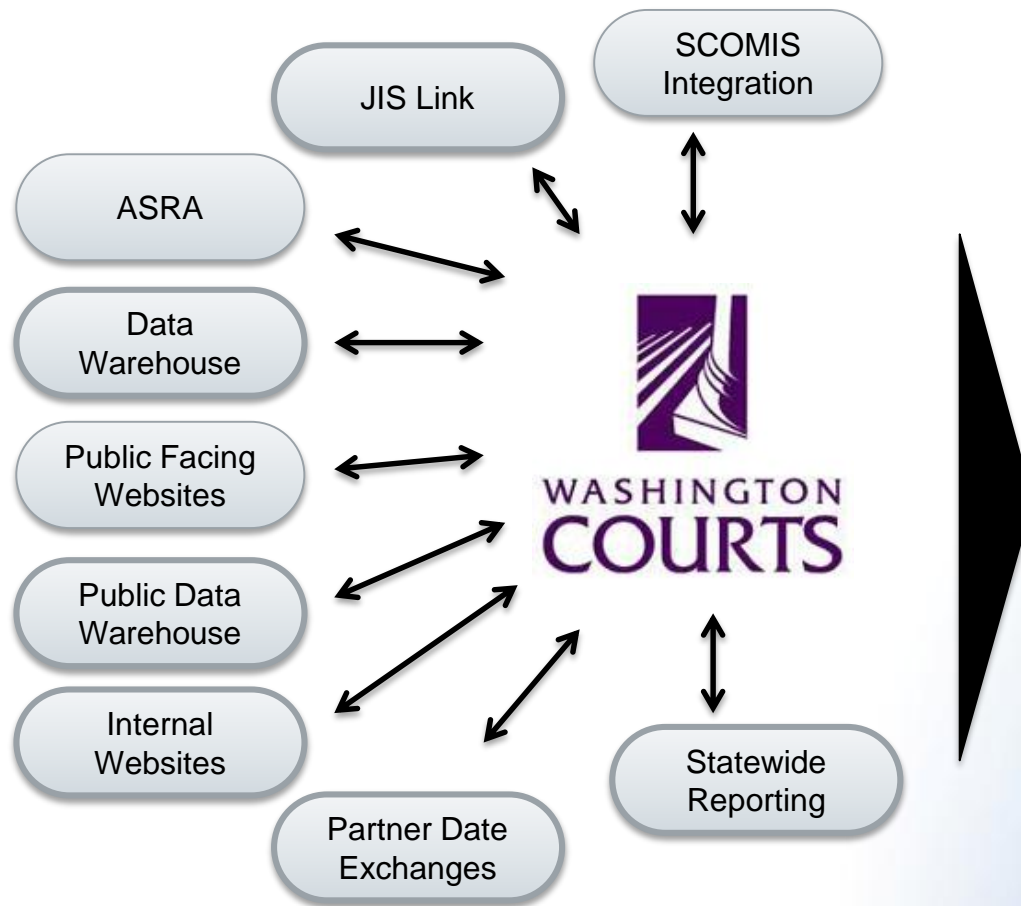 SCOMIS
Integration
JIS Link
ASRA
Data
Warehouse
Public Facing
Websites
Public Data
Warehouse
Internal
Websites
Partner Date
Exchanges
Statewide
Reporting
WASHINGTON
COURTS